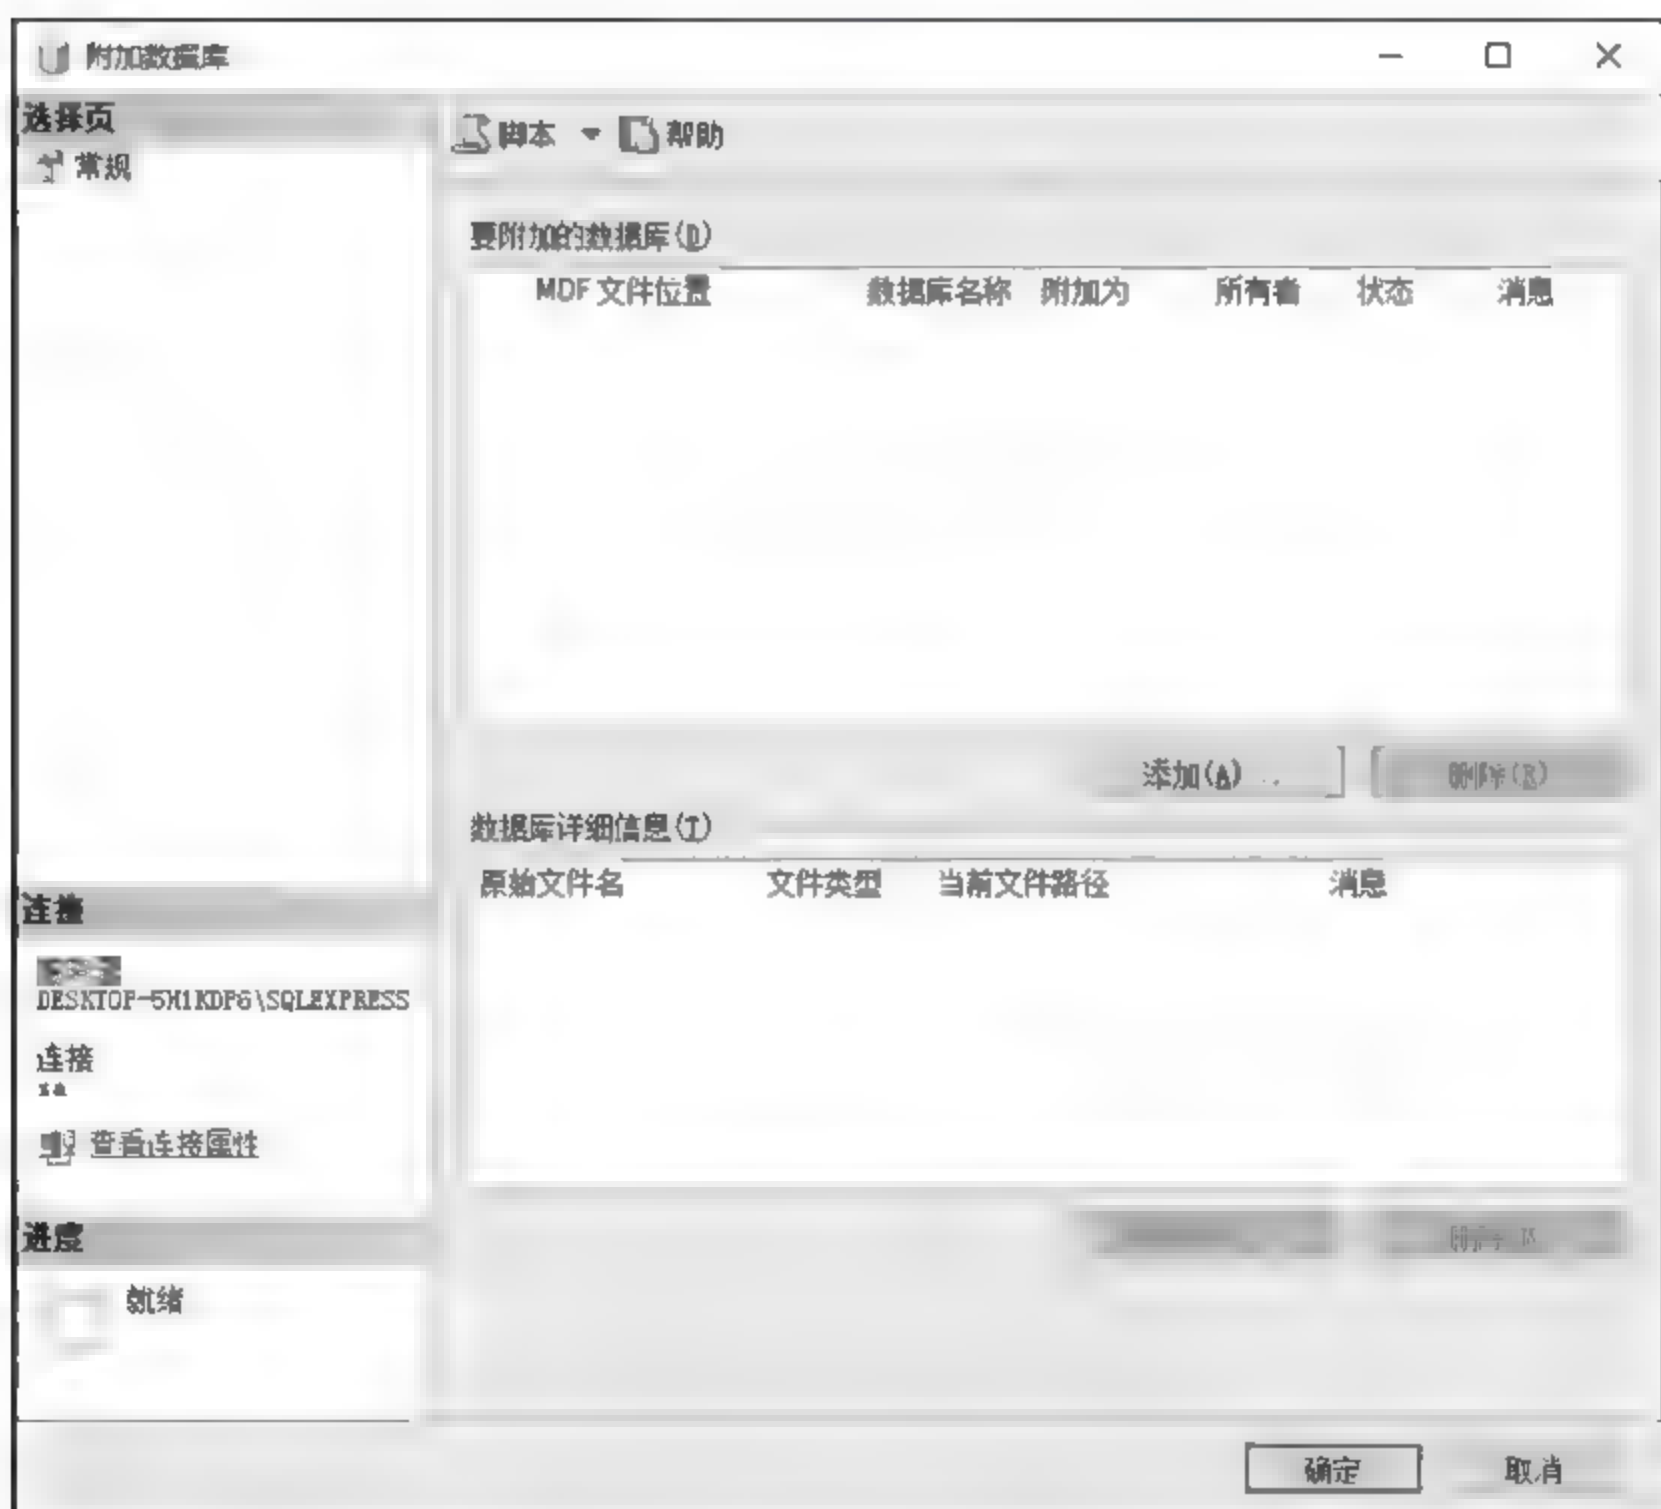 附加数据库
选择页
常规
脚本 帮助
要附加的数据库(D)
MDF 文件位置 数据库名称 附加为 所有者 状态 消息
添加(A)... 删除(R)
数据库详细信息(T)
原始文件名 文件类型 当前文件路径 消息
连接
DESKTOP-5M1KDP6\SQLEXPRESS
连接
sa
查看连接属性
进度
就绪
确定 取消